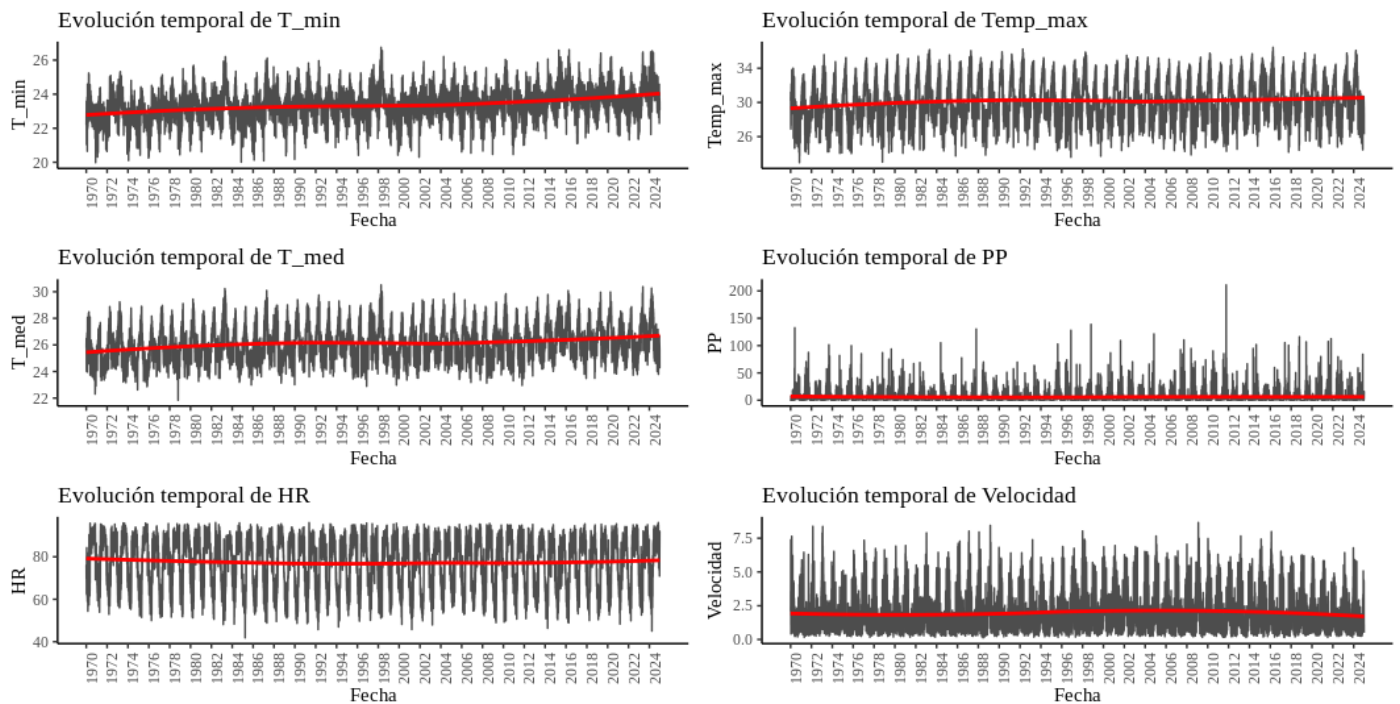 Evolución temporal de T_min
T_min
26
24
22
20
1970 1972 1974 1976 1978 1980 1982 1984 1986 1988 1990 1992 1994 1996 1998 2000 2002 2004 2006 2008 2010 2012 2014 2016 2018 2020 2022 2024
Fecha
Evolución temporal de Temp_max
Temp_max
34
30
26
1970 1972 1974 1976 1978 1980 1982 1984 1986 1988 1990 1992 1994 1996 1998 2000 2002 2004 2006 2008 2010 2012 2014 2016 2018 2020 2022 2024
Fecha
Evolución temporal de T_med
T_med
30
28
26
24
22
1970 1972 1974 1976 1978 1980 1982 1984 1986 1988 1990 1992 1994 1996 1998 2000 2002 2004 2006 2008 2010 2012 2014 2016 2018 2020 2022 2024
Fecha
Evolución temporal de PP
PP
200
150
100
50
0
1970 1972 1974 1976 1978 1980 1982 1984 1986 1988 1990 1992 1994 1996 1998 2000 2002 2004 2006 2008 2010 2012 2014 2016 2018 2020 2022 2024
Fecha
Evolución temporal de HR
HR
80
60
40
1970 1972 1974 1976 1978 1980 1982 1984 1986 1988 1990 1992 1994 1996 1998 2000 2002 2004 2006 2008 2010 2012 2014 2016 2018 2020 2022 2024
Fecha
Evolución temporal de Velocidad
Velocidad
7.5
5.0
2.5
0.0
1970 1972 1974 1976 1978 1980 1982 1984 1986 1988 1990 1992 1994 1996 1998 2000 2002 2004 2006 2008 2010 2012 2014 2016 2018 2020 2022 2024
Fecha